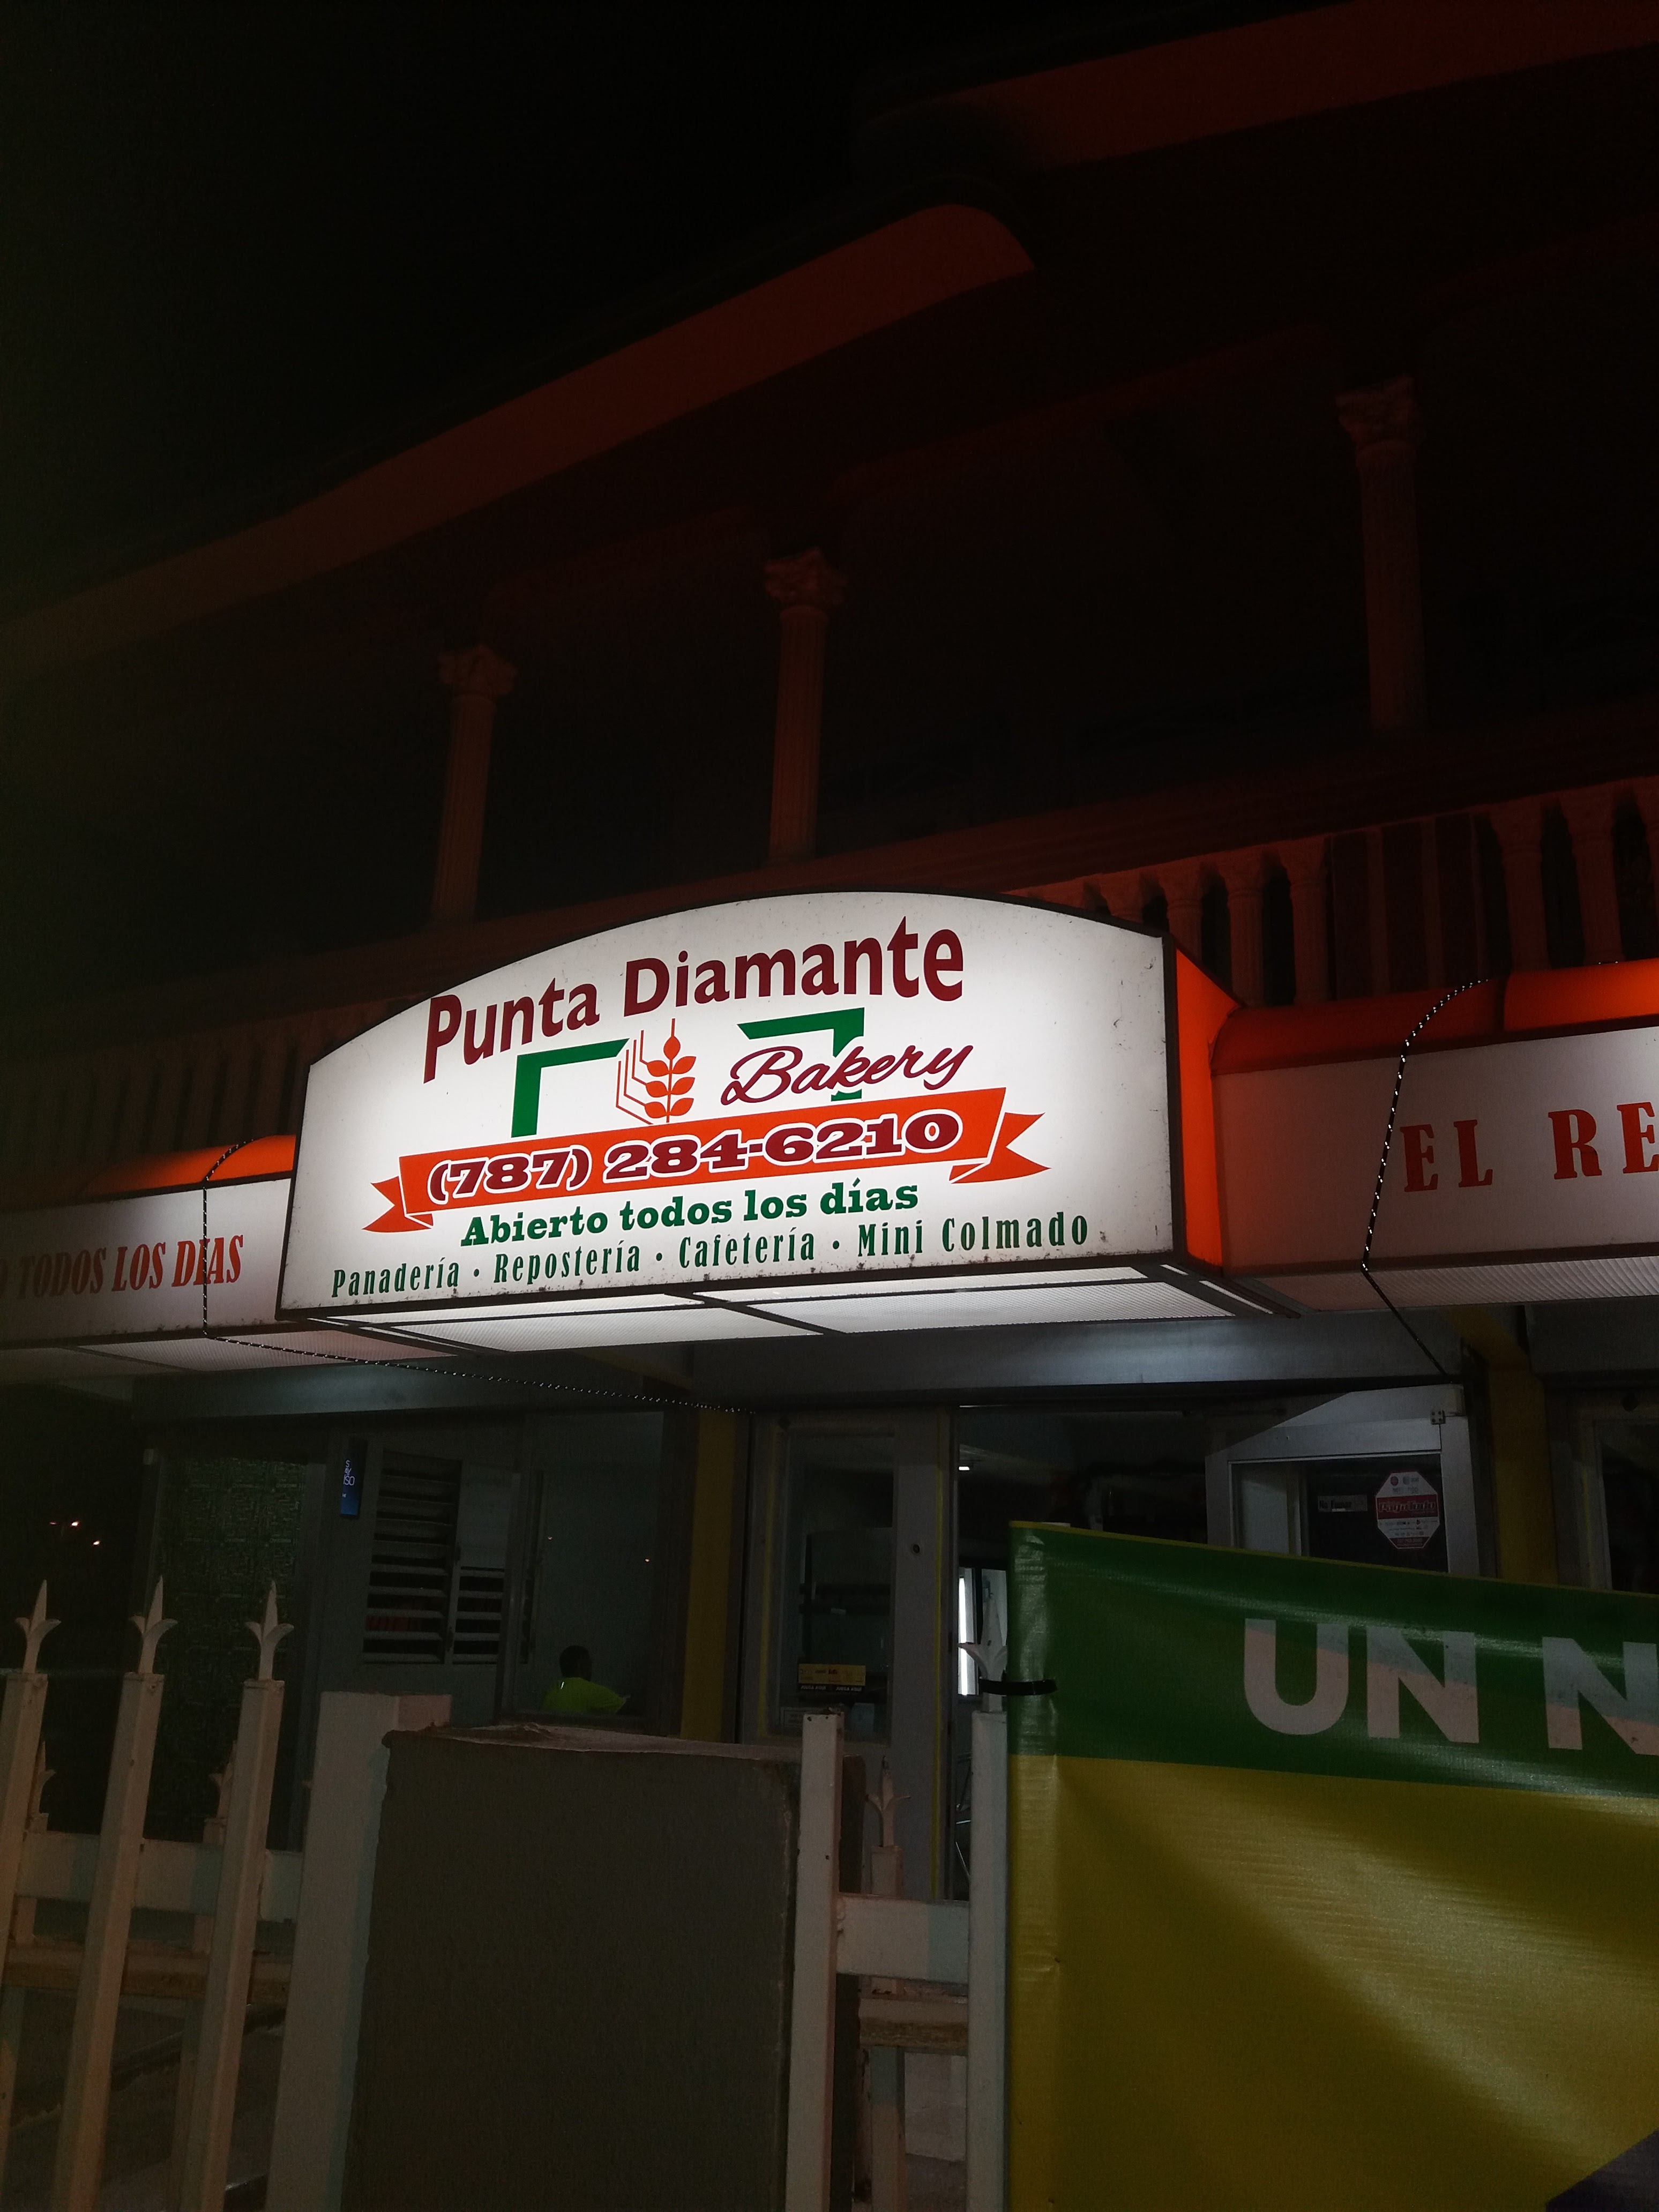 Punta Diamante
Bakery
(787) 284-6210
Abierto todos los días
Panadería • Repostería • Cafetería • Mini Colmado
TODOS LOS DIAS
EL RE
UN N